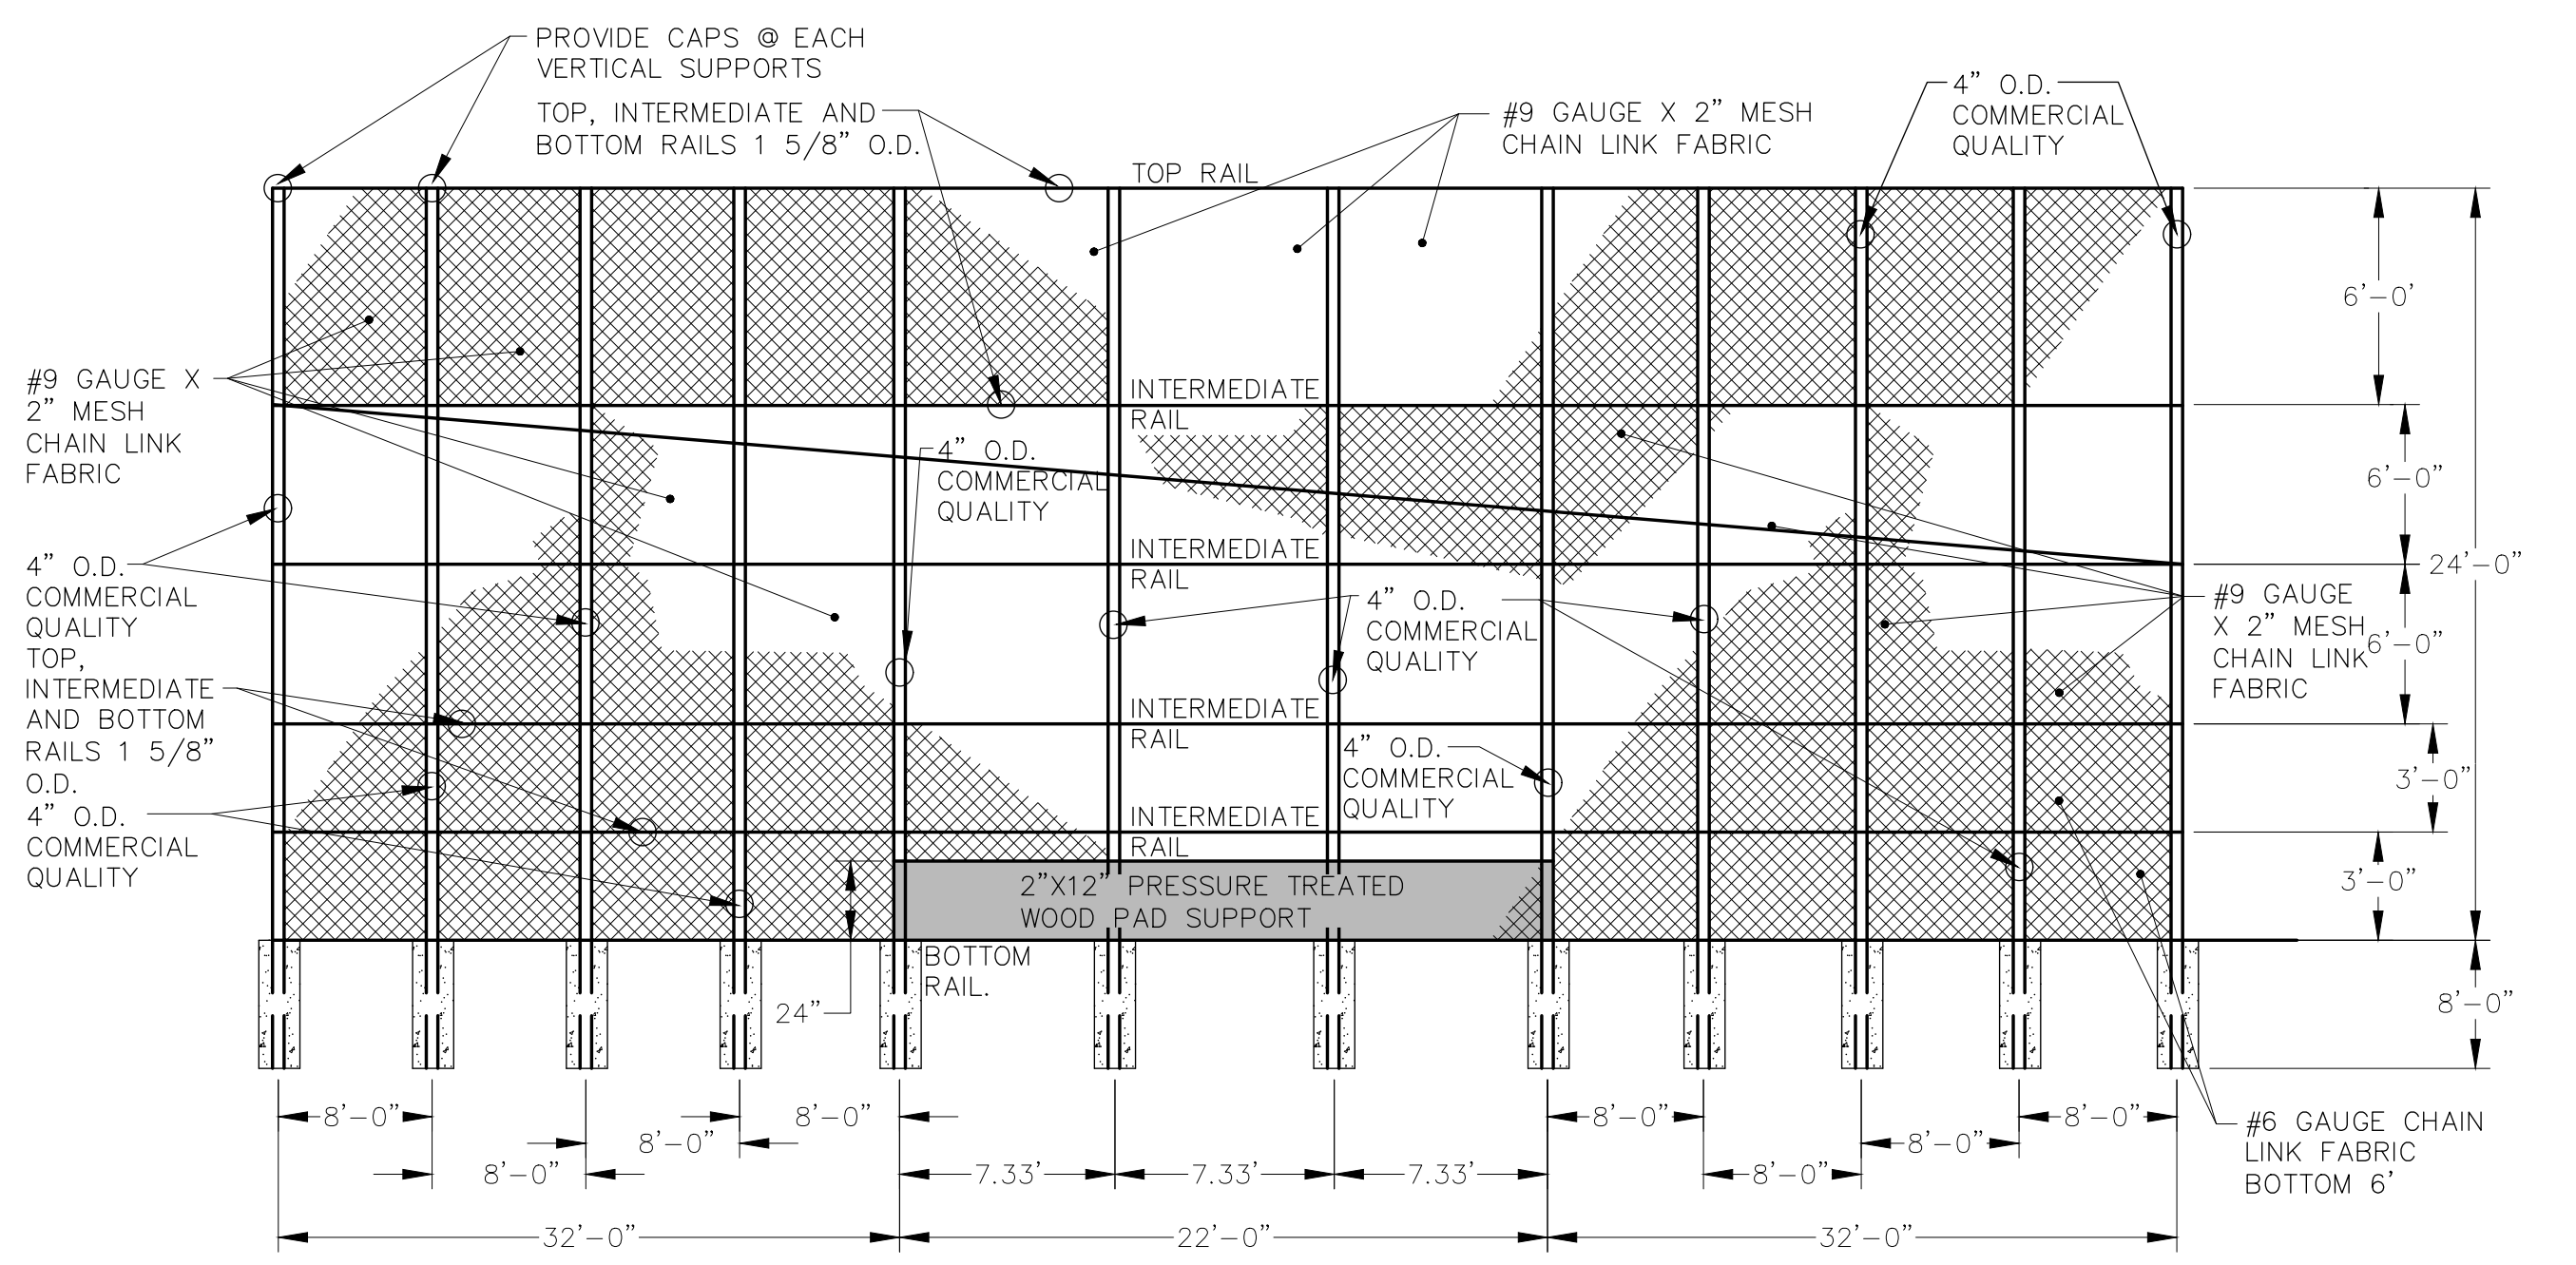 PROVIDE CAPS @ EACH
VERTICAL SUPPORTS
TOP, INTERMEDIATE AND
BOTTOM RAILS 1 5/8” O.D.
#9 GAUGE X 2” MESH
CHAIN LINK FABRIC
4” O.D.
COMMERCIAL
QUALITY
TOP RAIL
6’-0’
#9 GAUGE X
2” MESH
CHAIN LINK
FABRIC
INTERMEDIATE
RAIL
4” O.D.
COMMERCIAL
QUALITY
6’-0”
24’-0”
4” O.D.
COMMERCIAL
QUALITY
INTERMEDIATE
RAIL
4” O.D.
COMMERCIAL
QUALITY
#9 GAUGE
X 2” MESH
CHAIN LINK
FABRIC
6’-0”
TOP,
INTERMEDIATE
AND BOTTOM
RAILS 1 5/8”
O.D.
INTERMEDIATE
RAIL
4” O.D.
COMMERCIAL
QUALITY
3’-0”
4” O.D.
COMMERCIAL
QUALITY
INTERMEDIATE
RAIL
3’-0”
2”X12” PRESSURE TREATED
WOOD PAD SUPPORT
BOTTOM
RAIL.
24”
8’-0”
8’-0”
8’-0”
8’-0”
8’-0”
8’-0”
8’-0”
8’-0”
8’-0”
7.33’
7.33’
7.33’
#6 GAUGE CHAIN
LINK FABRIC
BOTTOM 6’
32’-0”
22’-0”
32’-0”